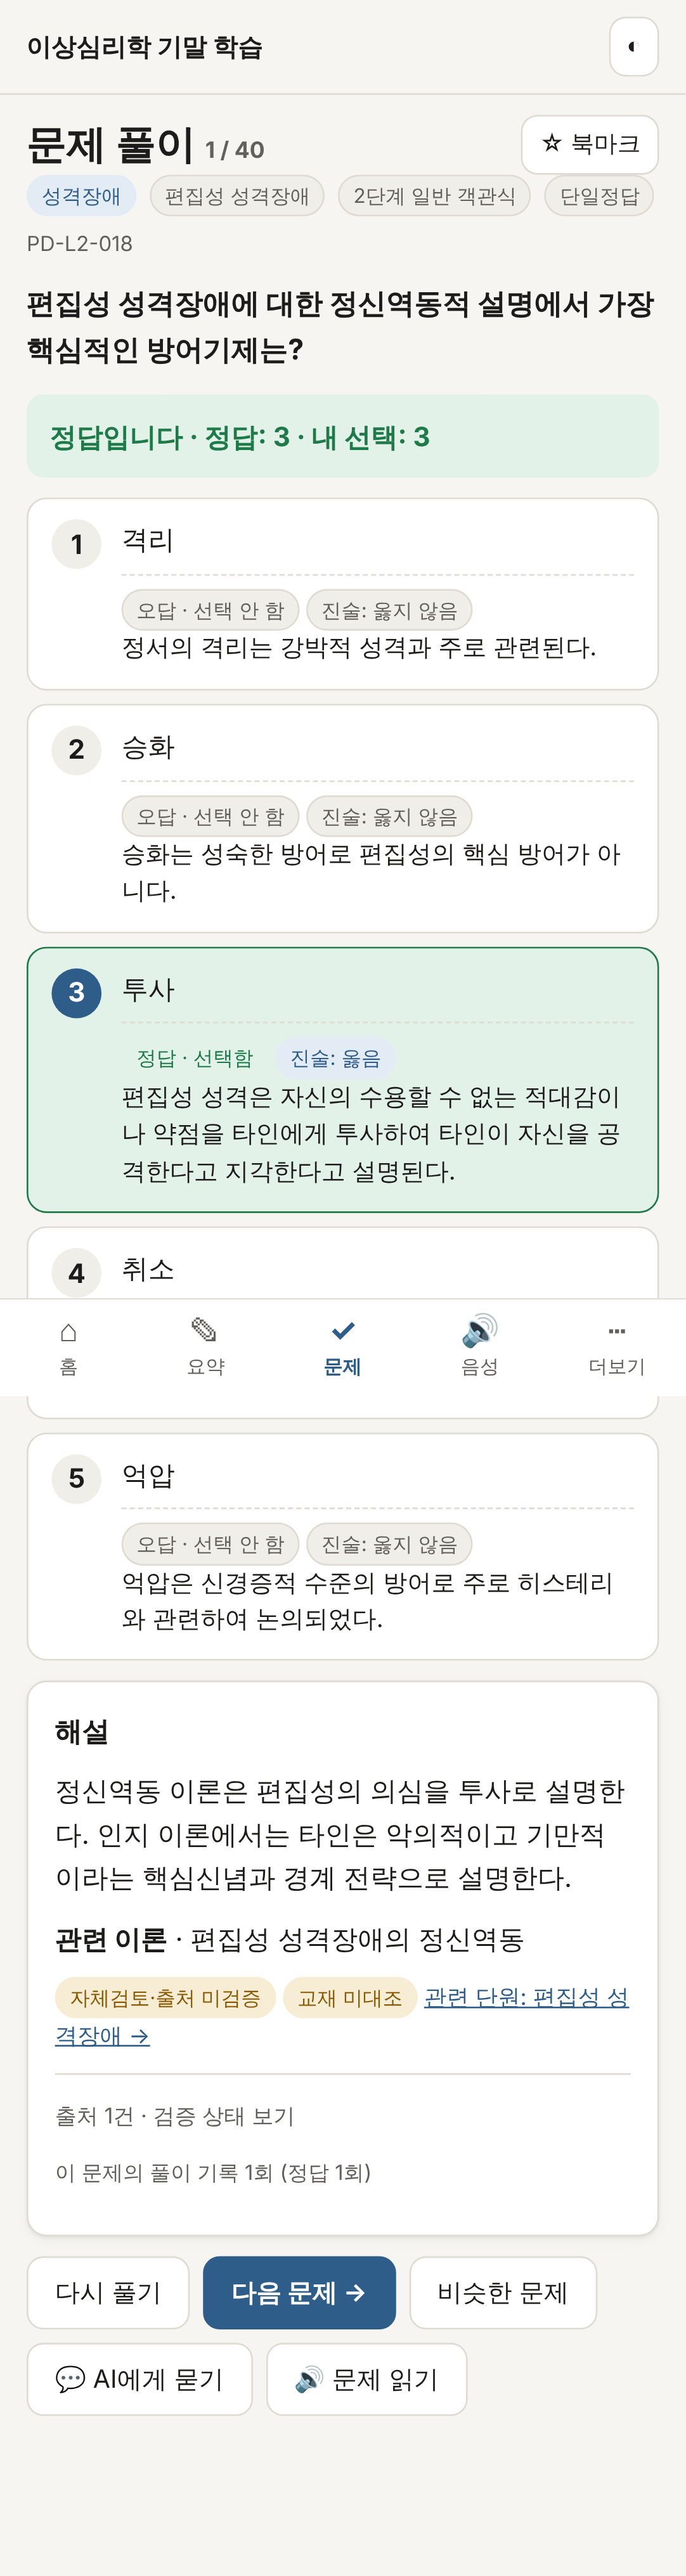 이상심리학 기말 학습
문제 풀이 1 / 40
☆ 북마크
성격장애 편집성 성격장애 2단계 일반 객관식 단일정답
PD-L2-018
편집성 성격장애에 대한 정신역동적 설명에서 가장
핵심적인 방어기제는?
정답입니다 · 정답: 3 · 내 선택: 3
1 격리
오답 · 선택 안 함 진술: 옳지 않음
정서의 격리는 강박적 성격과 주로 관련된다.
2 승화
오답 · 선택 안 함 진술: 옳지 않음
승화는 성숙한 방어로 편집성의 핵심 방어가 아
니다.
3 투사
정답 · 선택함 진술: 옳음
편집성 성격은 자신의 수용할 수 없는 적대감이
나 약점을 타인에게 투사하여 타인이 자신을 공
격한다고 지각한다고 설명된다.
4 취소
홈 요약 문제 음성 더보기
5 억압
오답 · 선택 안 함 진술: 옳지 않음
억압은 신경증적 수준의 방어로 주로 히스테리
와 관련하여 논의되었다.
해설
정신역동 이론은 편집성의 의심을 투사로 설명한
다. 인지 이론에서는 타인은 악의적이고 기만적
이라는 핵심신념과 경계 전략으로 설명한다.
관련 이론 · 편집성 성격장애의 정신역동
자체검토·출처 미검증 교재 미대조 관련 단원: 편집성 성
격장애 →
출처 1건 · 검증 상태 보기
이 문제의 풀이 기록 1회 (정답 1회)
다시 풀기 다음 문제 → 비슷한 문제
💬 AI에게 묻기 🔊 문제 읽기